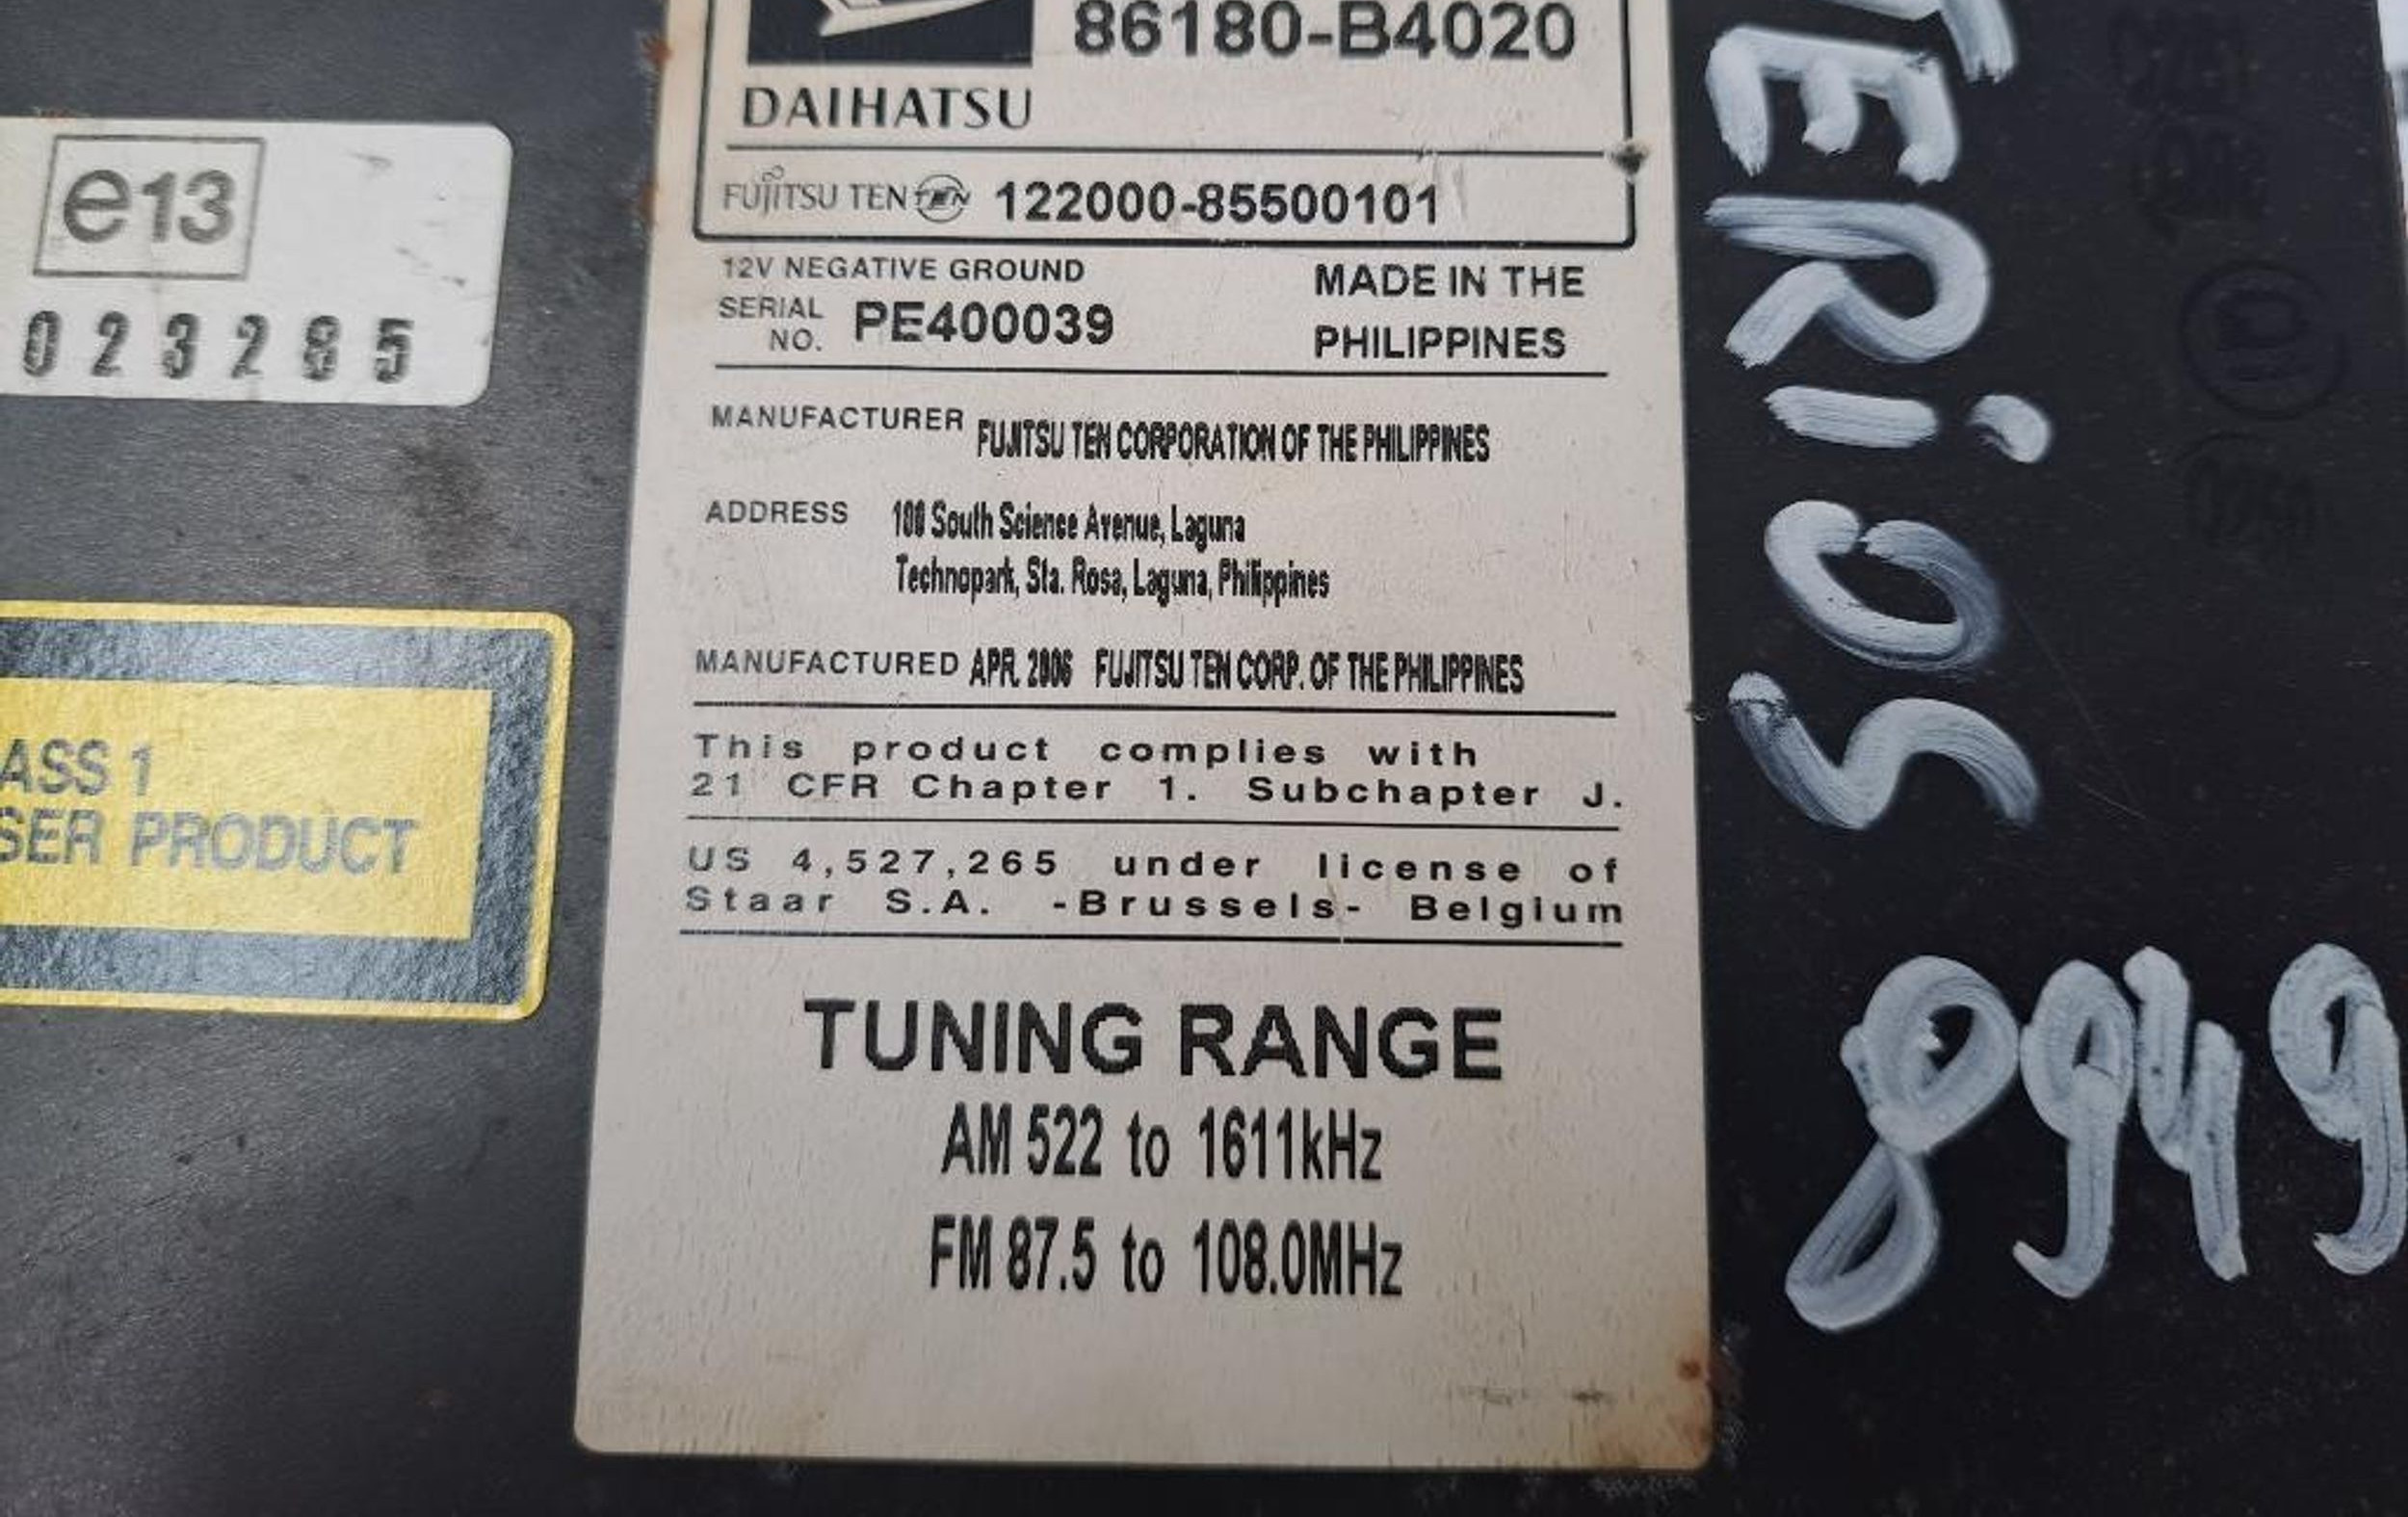 86180-B4020
DAIHATSU
FUJITSU TEN TEN 122000-85500101
12V NEGATIVE GROUND
SERIAL NO. PE400039
MADE IN THE
PHILIPPINES
MANUFACTURER FUJITSU TEN CORPORATION OF THE PHILIPPINES
ADDRESS 100 South Science Avenue, Laguna
Technopark, Sta. Rosa, Laguna, Philippines
MANUFACTURED APR. 2006 FUJITSU TEN CORP. OF THE PHILIPPINES
This product complies with
21 CFR Chapter 1. Subchapter J.
US 4,527,265 under license of
Staar S.A. -Brussels- Belgium
TUNING RANGE
AM 522 to 1611kHz
FM 87.5 to 108.0MHz
e13
023285
ASS 1
SER PRODUCT
TERiOS
8949